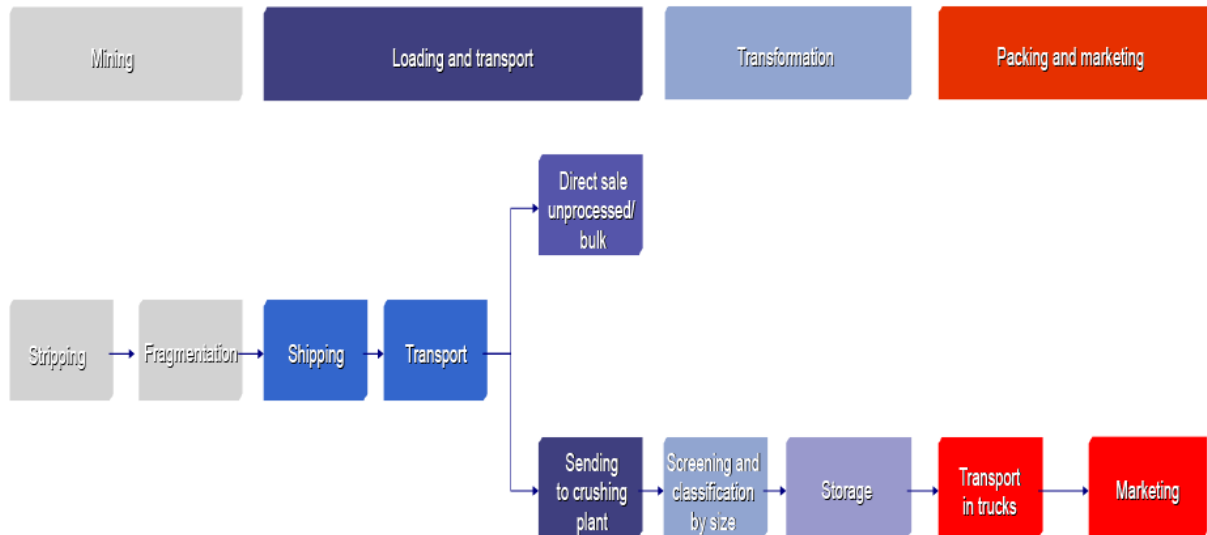 Mining
Loading and transport
Transformation
Packing and marketing
Direct sale
unprocessed/
bulk
Stripping
Fragmentation
Shipping
Transport
Sending
to crushing
plant
Screening and
classification
by size
Storage
Transport
in trucks
Marketing